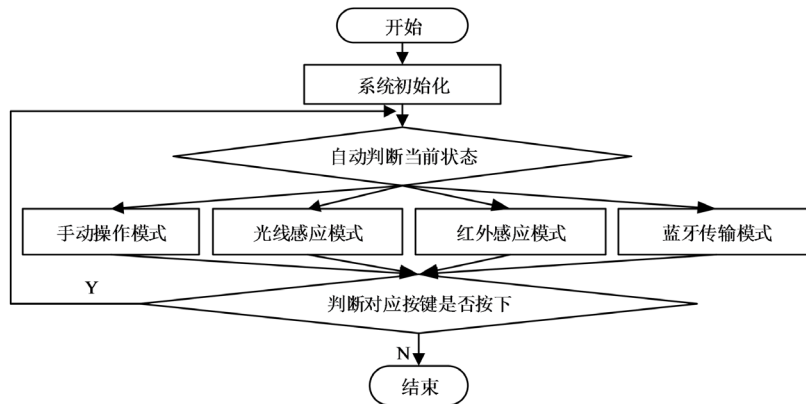 开始
系统初始化
自动判断当前状态
手动操作模式
光线感应模式
红外感应模式
蓝牙传输模式
Y
判断对应按键是否按下
N
结束